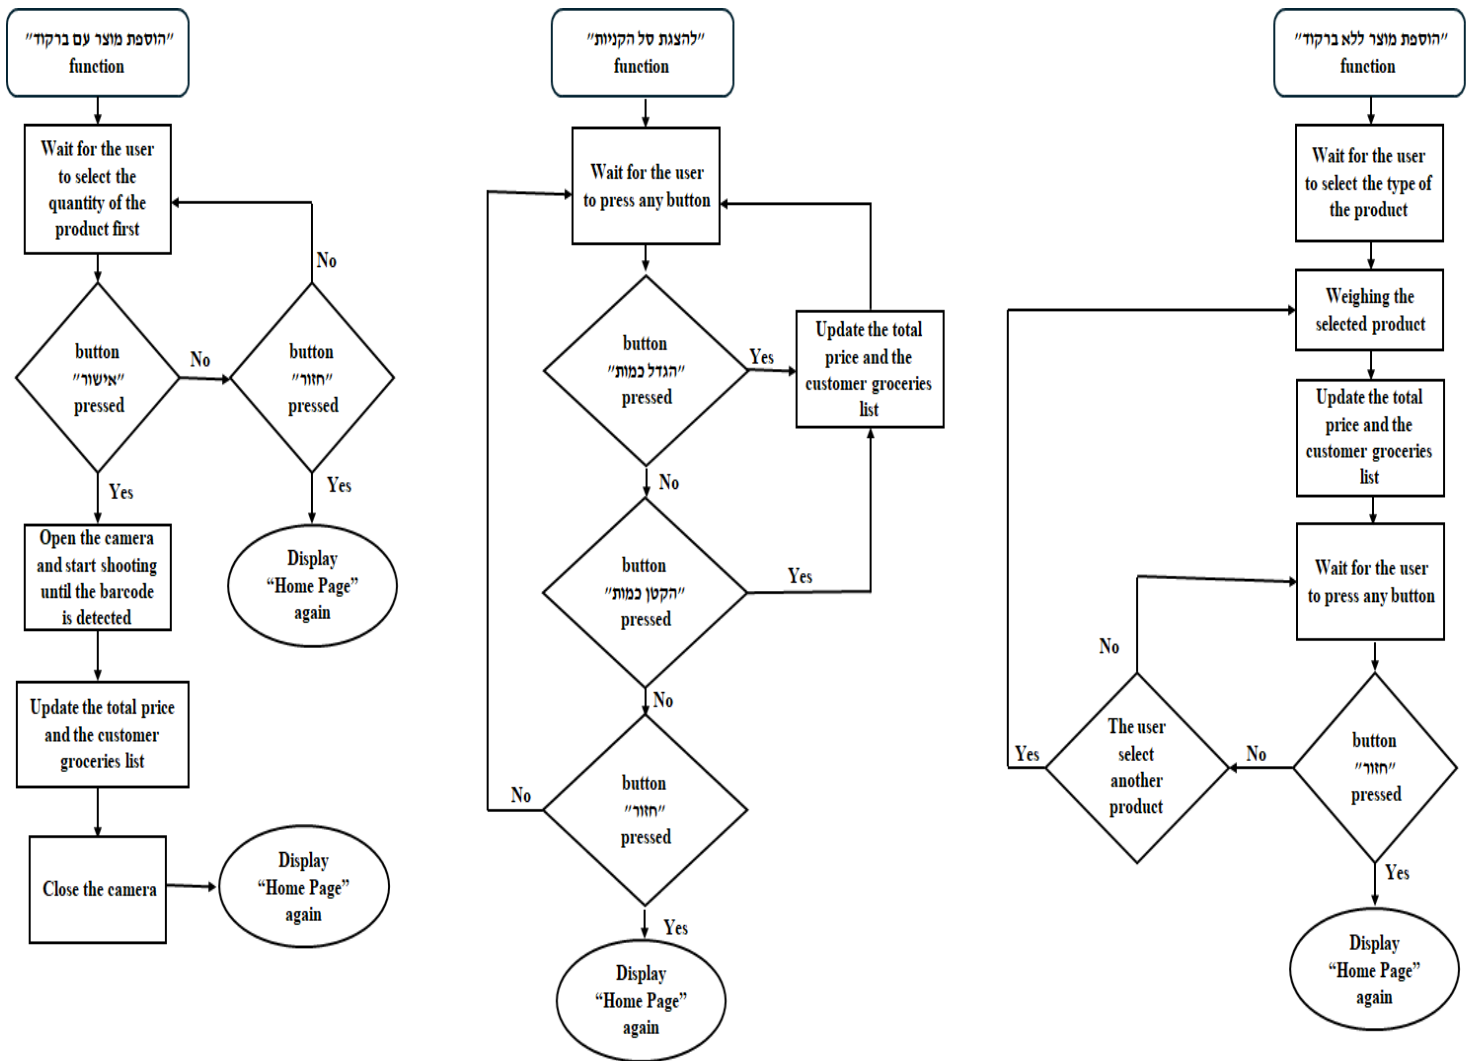 "הוספת מוצר עם ברקוד"
function
Wait for the user
to select the
quantity of the
product first
No
button
"אישור"
pressed
No
button
"חזור"
pressed
Yes
Yes
Open the camera
and start shooting
until the barcode
is detected
Display
“Home Page”
again
Update the total price
and the customer
groceries list
Close the camera
Display
“Home Page”
again
"להצגת סל הקניות"
function
Wait for the user
to press any button
button
"הגדל כמות"
pressed
Yes
Update the total
price and the
customer groceries
list
No
button
"הקטן כמות"
pressed
Yes
No
button
"חזור"
pressed
No
Yes
Display
“Home Page”
again
"הוספת מוצר ללא ברקוד"
function
Wait for the user
to select the type of
the product
Weighing the
selected product
Update the total
price and the
customer groceries
list
Wait for the user
to press any button
No
The user
select
another
product
Yes
No
button
"חזור"
pressed
Yes
Display
“Home Page”
again